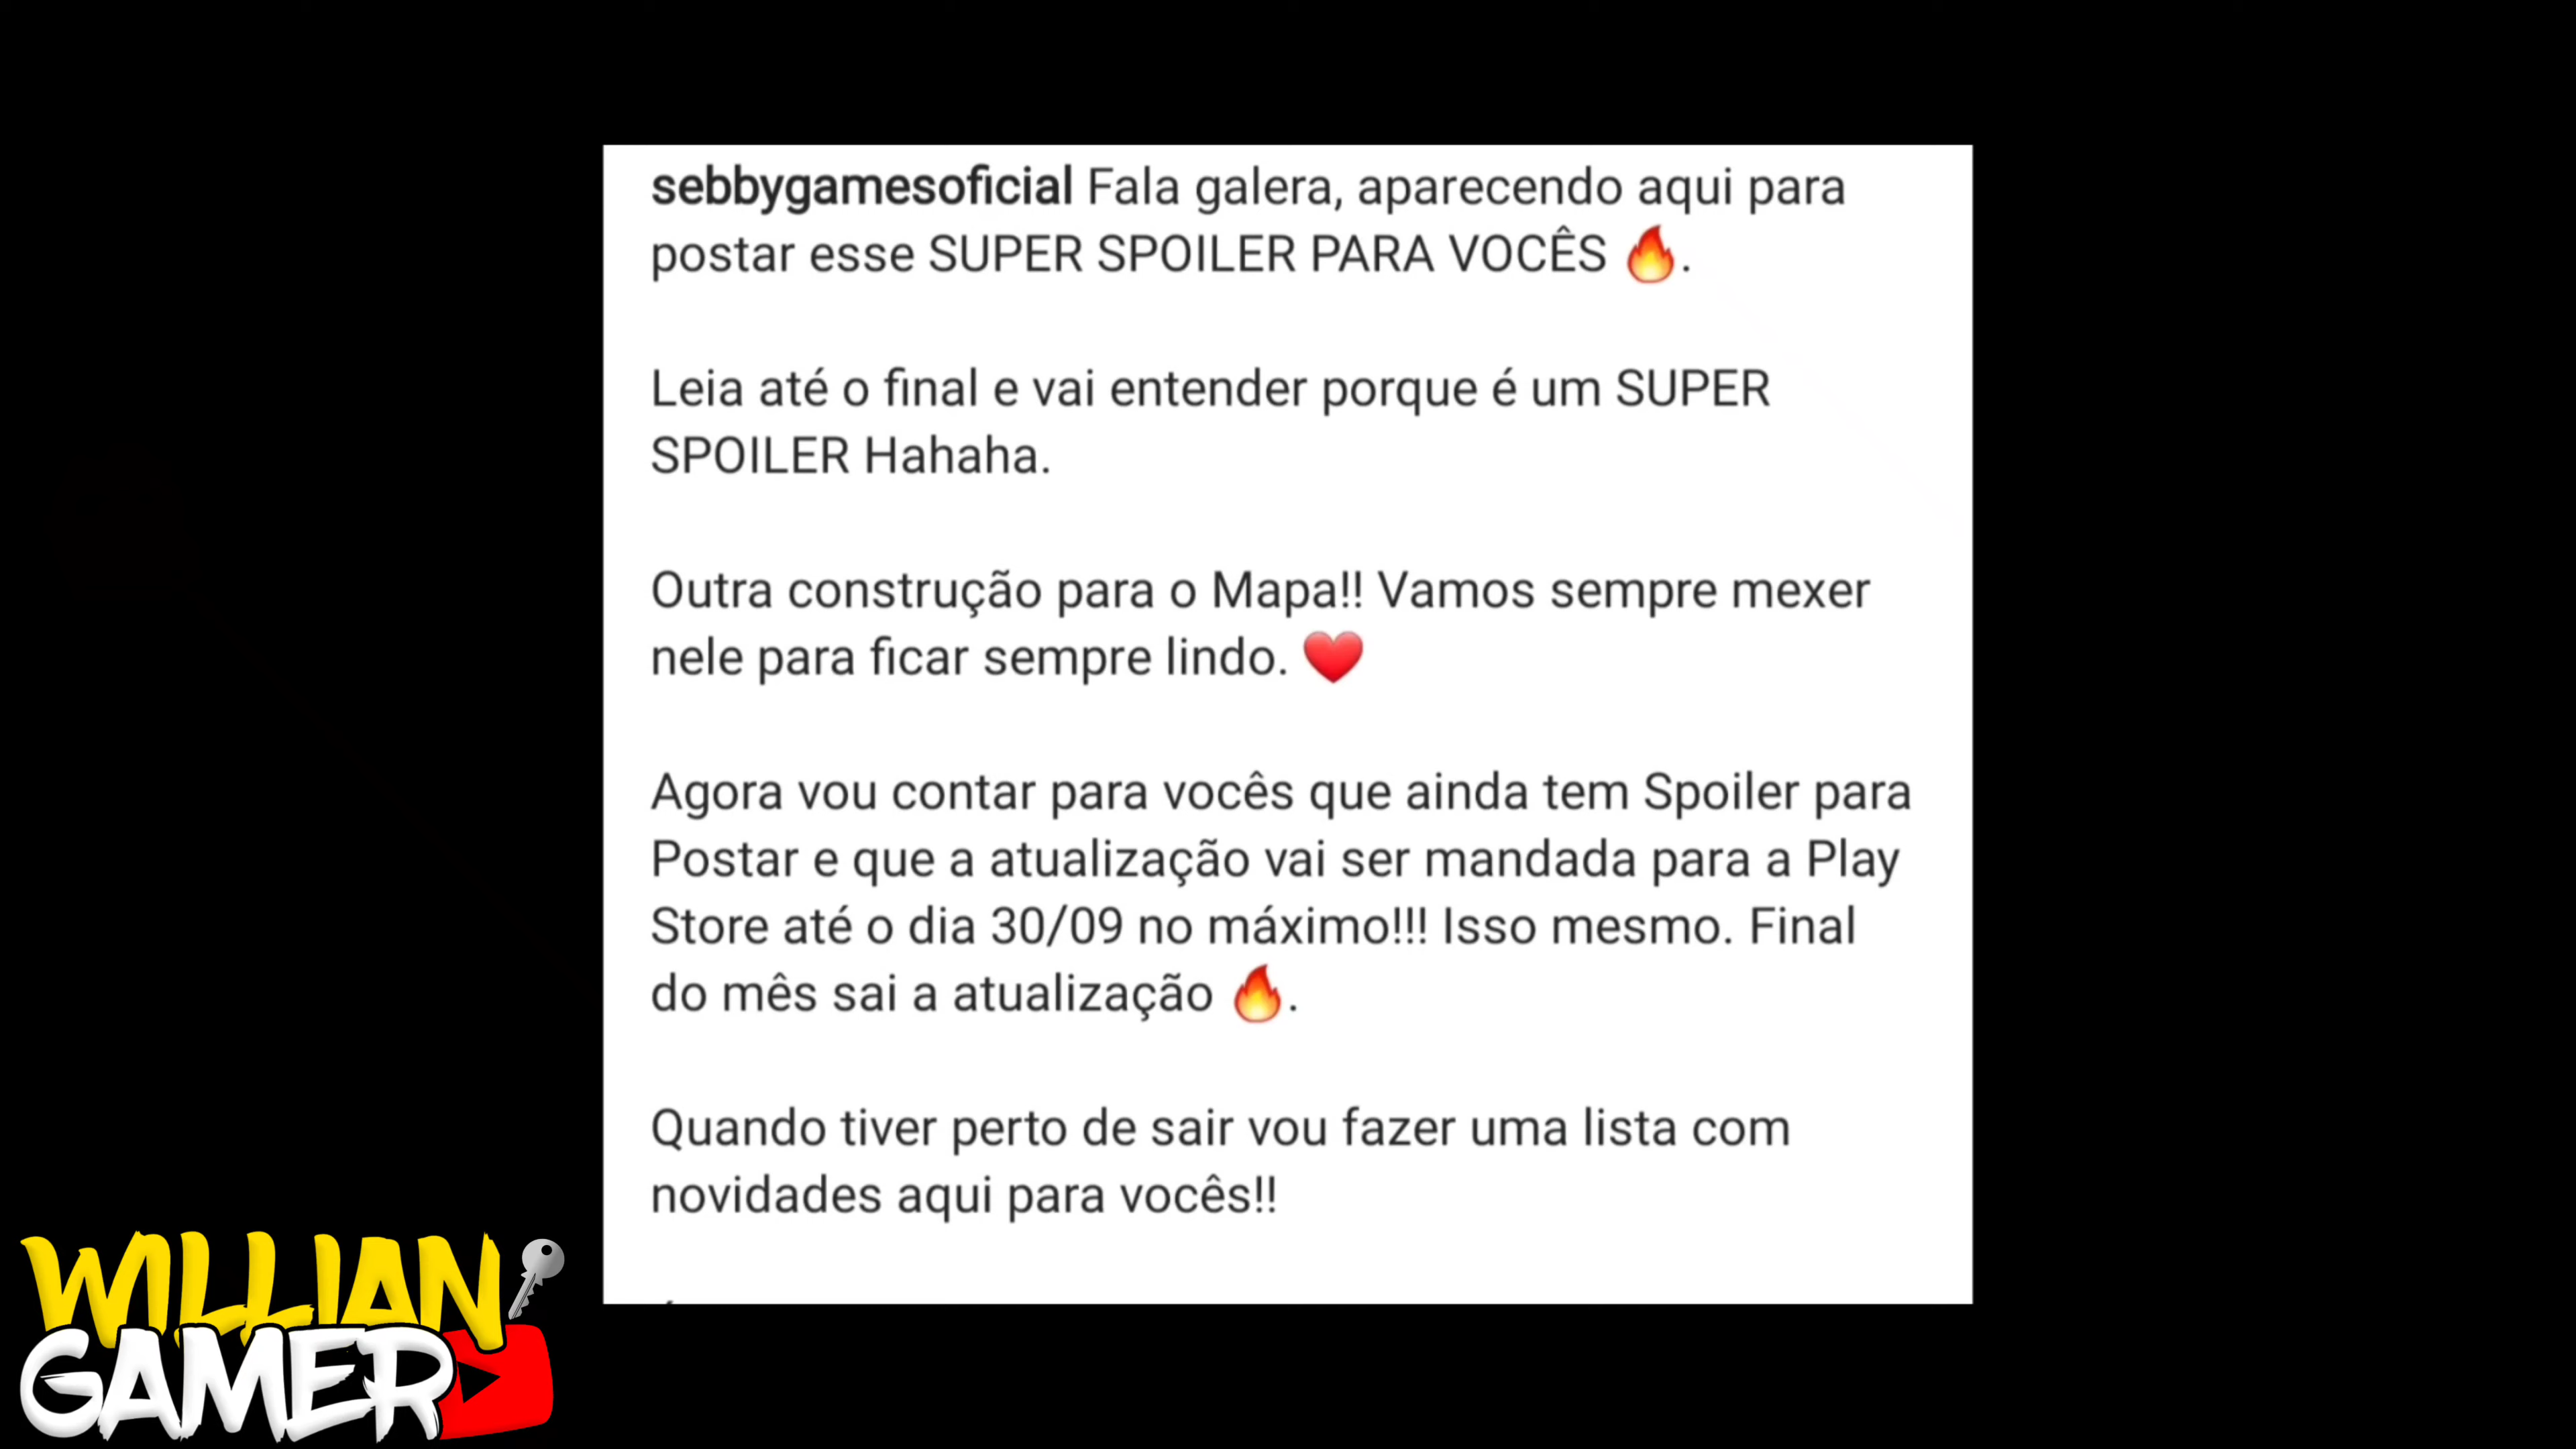 sebbygamesoficial Fala galera, aparecendo aqui para
postar esse SUPER SPOILER PARA VOCÊS 🔥.
Leia até o final e vai entender porque é um SUPER
SPOILER Hahaha.
Outra construção para o Mapa!! Vamos sempre mexer
nele para ficar sempre lindo. ❤️
Agora vou contar para vocês que ainda tem Spoiler para
Postar e que a atualização vai ser mandada para a Play
Store até o dia 30/09 no máximo!!! Isso mesmo. Final
do mês sai a atualização 🔥.
Quando tiver perto de sair vou fazer uma lista com
novidades aqui para vocês!!
WILLIAN
GAMER